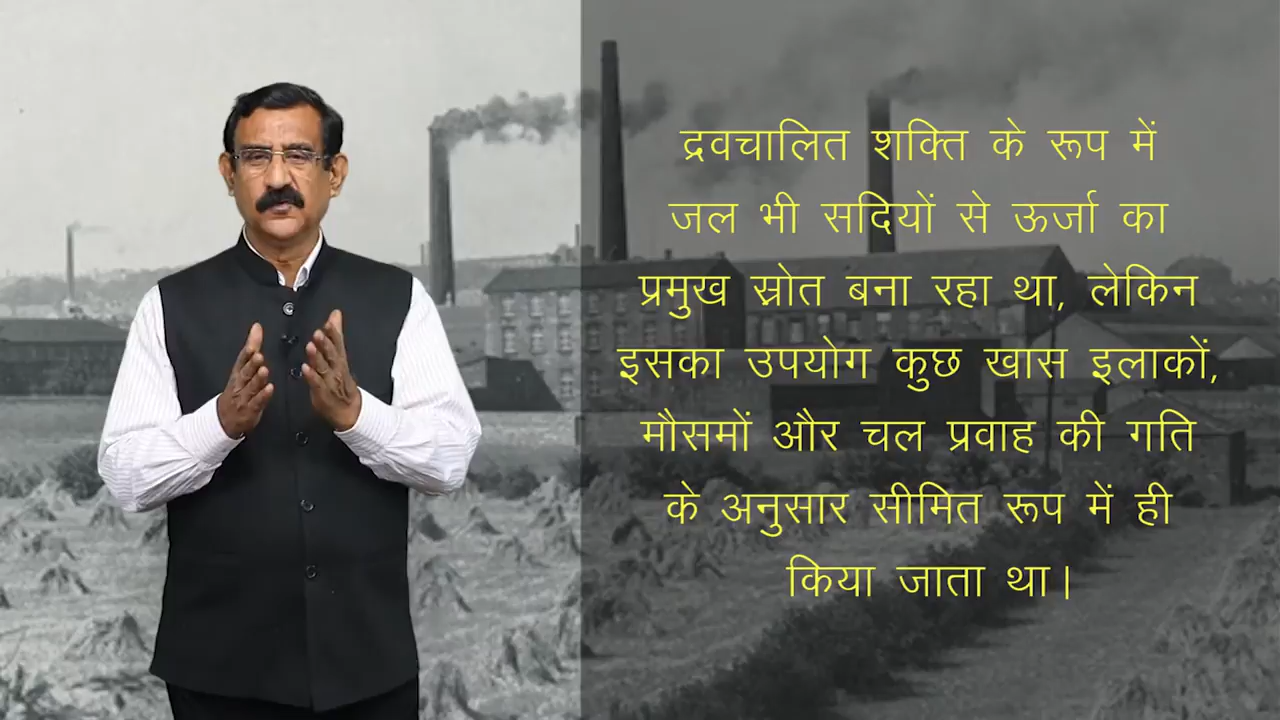 द्रवचालित शक्ति के रूप में
जल भी सदियों से ऊर्जा का
प्रमुख स्रोत बना रहा था, लेकिन
इसका उपयोग कुछ खास इलाकों,
मौसमों और चल प्रवाह की गति
के अनुसार सीमित रूप में ही
किया जाता था।